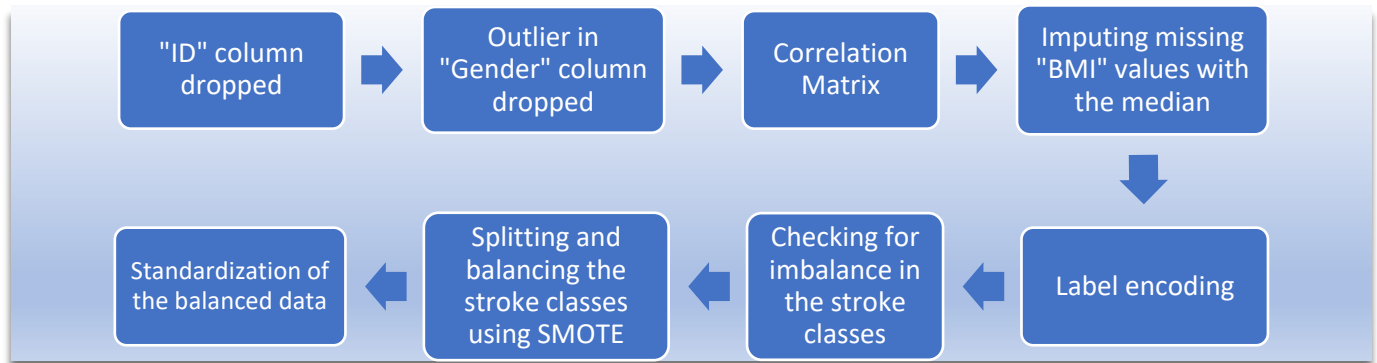 "ID" column
dropped
Outlier in
"Gender" column
dropped
Correlation
Matrix
Imputing missing
"BMI" values with
the median
Label encoding
Checking for
imbalance in
the stroke
classes
Splitting and
balancing the
stroke classes
using SMOTE
Standardization of
the balanced data